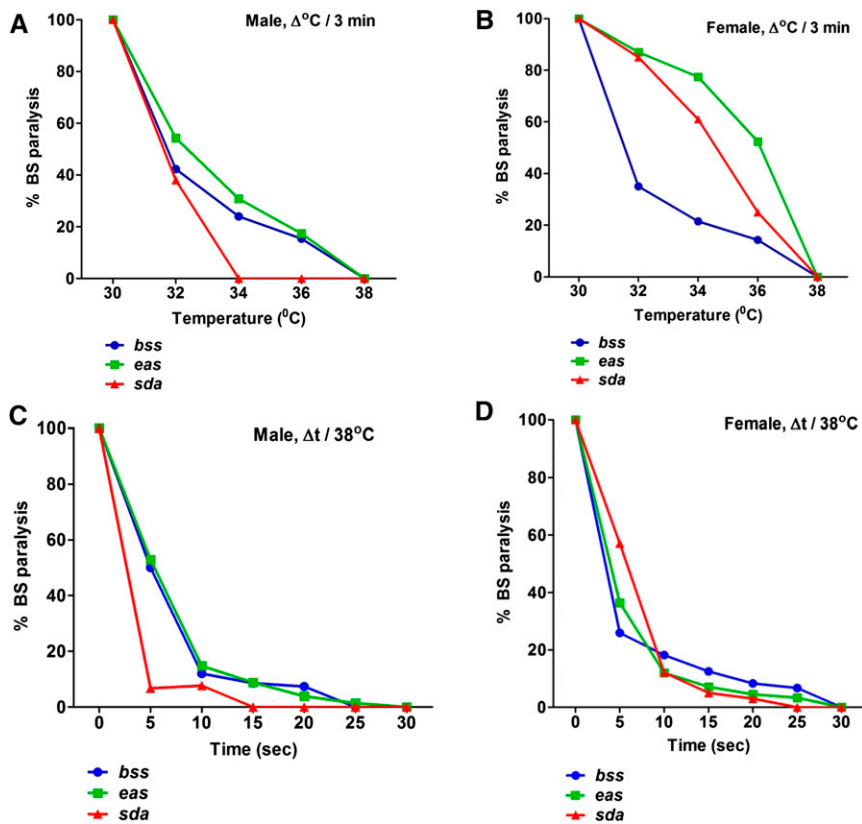 A
Male, Δ°C / 3 min
% BS paralysis
100
80
60
40
20
0
30 32 34 36 38
Temperature (⁰C)
bss
eas
sda
B
Female, Δ°C / 3 min
% BS paralysis
100
80
60
40
20
0
30 32 34 36 38
Temperature (⁰C)
bss
eas
sda
C
Male, Δt / 38°C
% BS paralysis
100
80
60
40
20
0
0 5 10 15 20 25 30
Time (sec)
bss
eas
sda
D
Female, Δt / 38°C
% BS paralysis
100
80
60
40
20
0
0 5 10 15 20 25 30
Time (sec)
bss
eas
sda